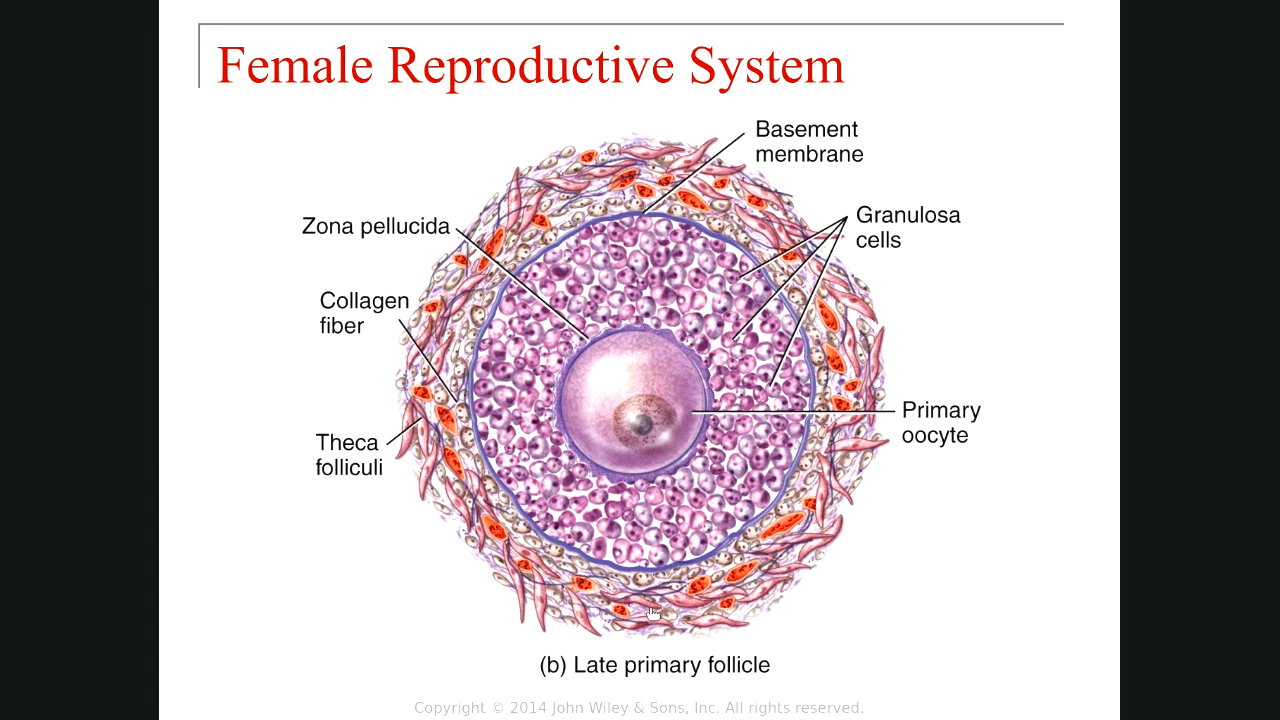 Female Reproductive System
Basement
membrane
Zona pellucida
Granulosa
cells
Collagen
fiber
Primary
oocyte
Theca
folliculi
(b) Late primary follicle
Copyright © 2014 John Wiley & Sons, Inc. All rights reserved.